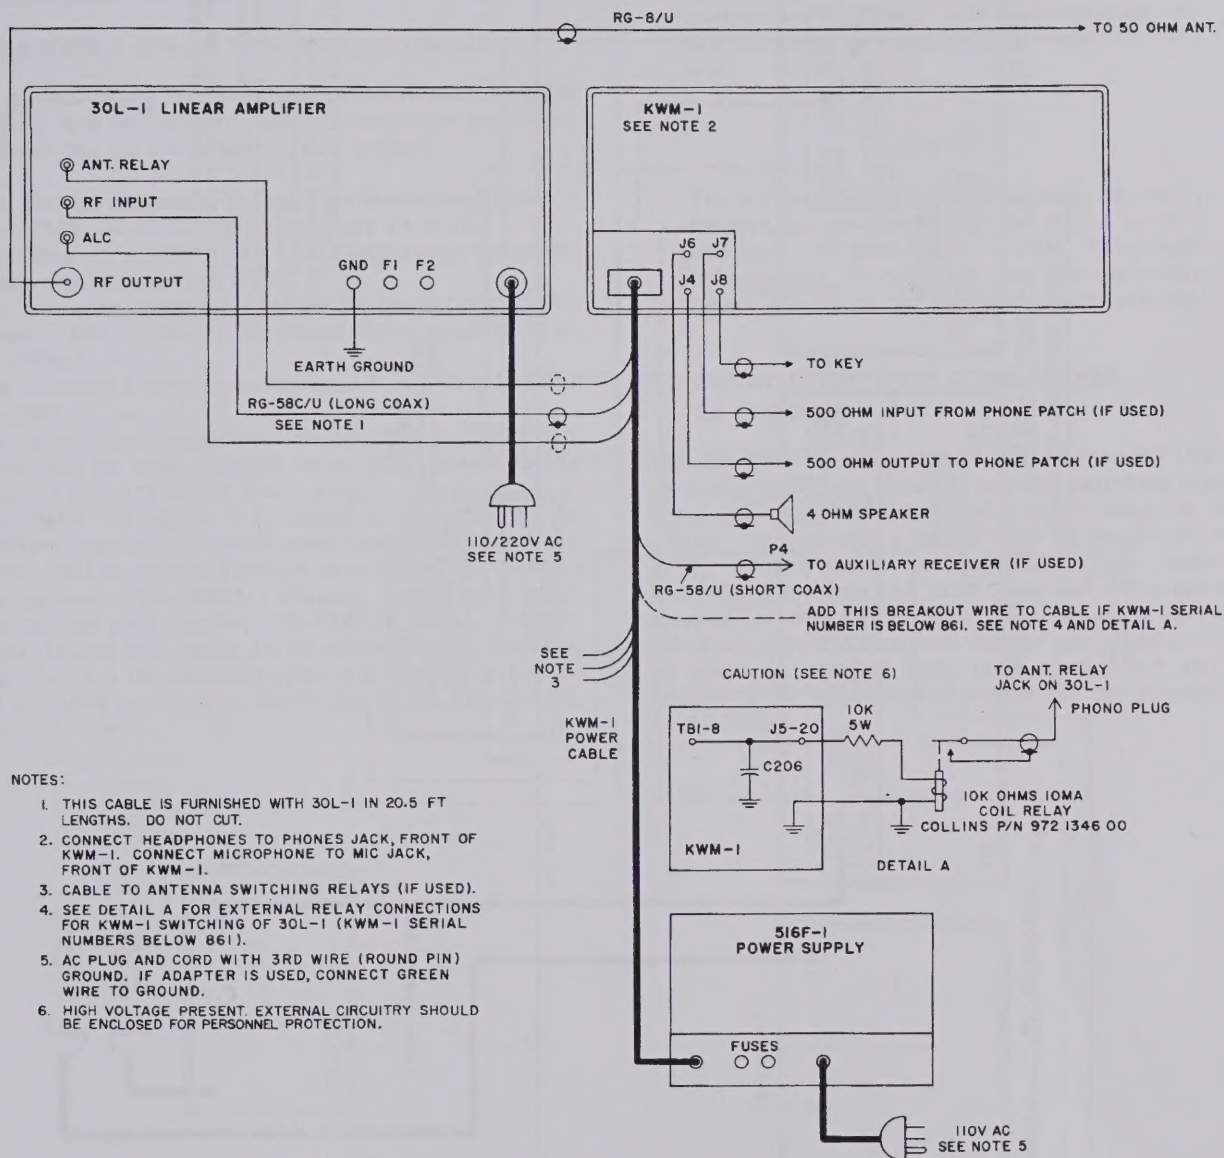 RG-8/U
TO 50 OHM ANT.
30L-1 LINEAR AMPLIFIER
ANT. RELAY
RF INPUT
ALC
RF OUTPUT
GND F1 F2
KWM-1
SEE NOTE 2
J6 J7
J4 J8
EARTH GROUND
RG-58C/U (LONG COAX)
SEE NOTE 1
110/220V AC
SEE NOTE 5
TO KEY
500 OHM INPUT FROM PHONE PATCH (IF USED)
500 OHM OUTPUT TO PHONE PATCH (IF USED)
4 OHM SPEAKER
P4
TO AUXILIARY RECEIVER (IF USED)
RG-58/U (SHORT COAX)
ADD THIS BREAKOUT WIRE TO CABLE IF KWM-1 SERIAL
NUMBER IS BELOW 861. SEE NOTE 4 AND DETAIL A.
SEE
NOTE
3
KWM-1
POWER
CABLE
CAUTION (SEE NOTE 6)
TO ANT. RELAY
JACK ON 30L-1
PHONO PLUG
TB1-8 J5-20
10K
5W
C206
KWM-1
10K OHMS 10MA
COIL RELAY
COLLINS P/N 972 1346 00
DETAIL A
516F-1
POWER SUPPLY
FUSES
110V AC
SEE NOTE 5
NOTES:
1. THIS CABLE IS FURNISHED WITH 30L-1 IN 20.5 FT
LENGTHS. DO NOT CUT.
2. CONNECT HEADPHONES TO PHONES JACK, FRONT OF
KWM-1. CONNECT MICROPHONE TO MIC JACK,
FRONT OF KWM-1.
3. CABLE TO ANTENNA SWITCHING RELAYS (IF USED).
4. SEE DETAIL A FOR EXTERNAL RELAY CONNECTIONS
FOR KWM-1 SWITCHING OF 30L-1 (KWM-1 SERIAL
NUMBERS BELOW 861).
5. AC PLUG AND CORD WITH 3RD WIRE (ROUND PIN)
GROUND. IF ADAPTER IS USED, CONNECT GREEN
WIRE TO GROUND.
6. HIGH VOLTAGE PRESENT. EXTERNAL CIRCUITRY SHOULD
BE ENCLOSED FOR PERSONNEL PROTECTION.